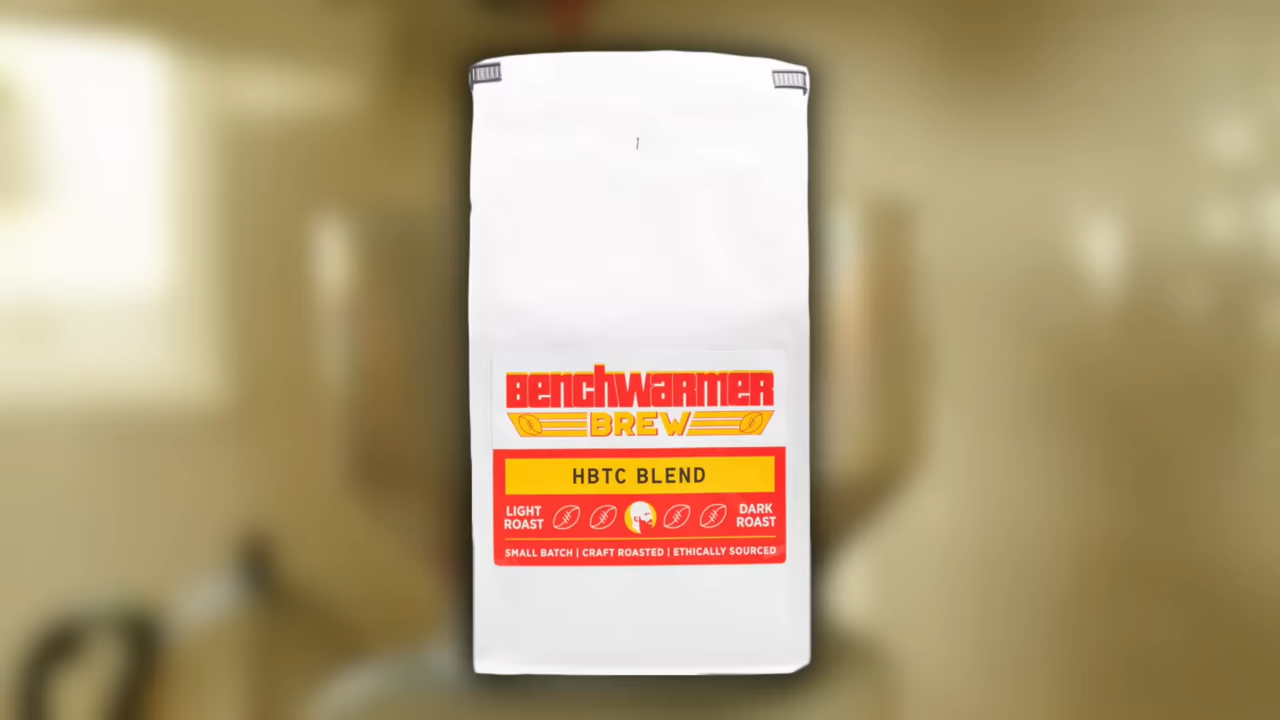 BENCHWARMER
BREW
HBTC BLEND
LIGHT ROAST
DARK ROAST
SMALL BATCH | CRAFT ROASTED | ETHICALLY SOURCED